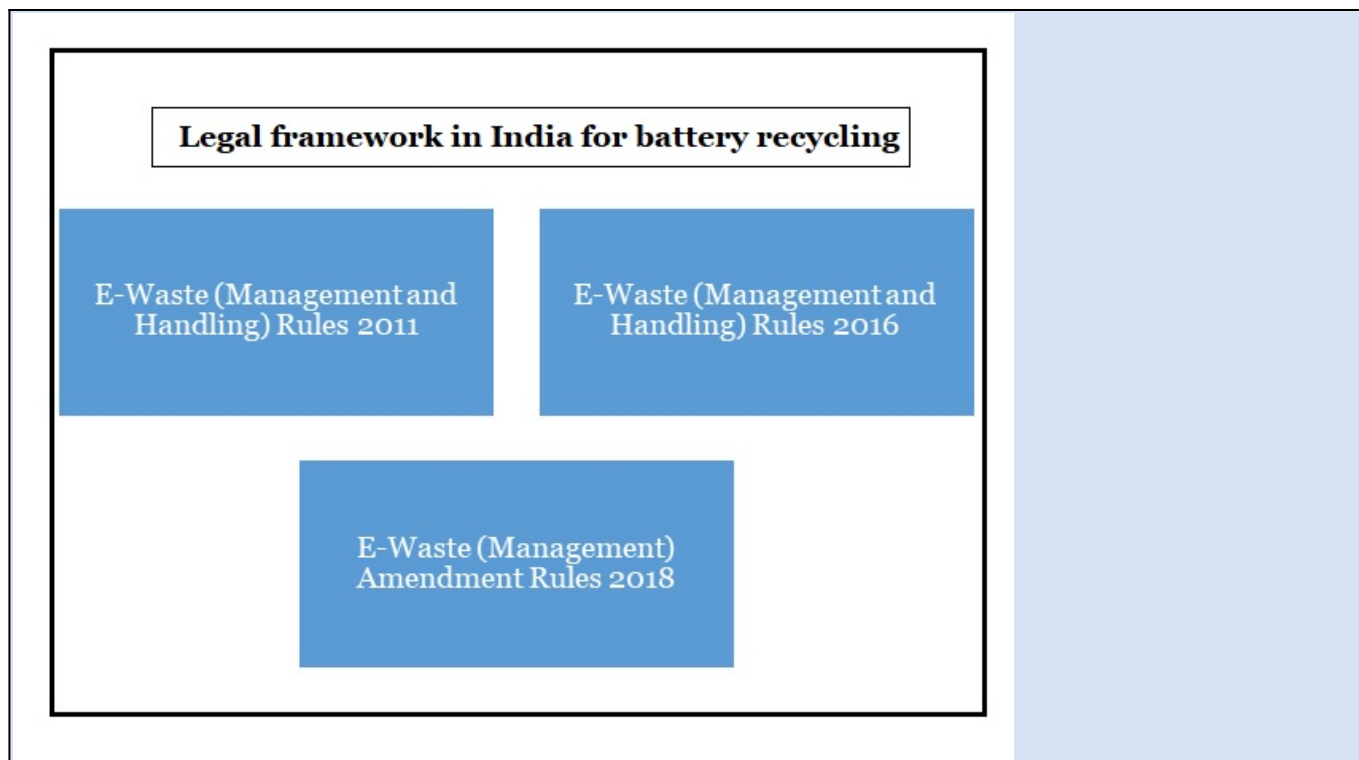 Legal framework in India for battery recycling
E-Waste (Management and
Handling) Rules 2011
E-Waste (Management and
Handling) Rules 2016
E-Waste (Management)
Amendment Rules 2018